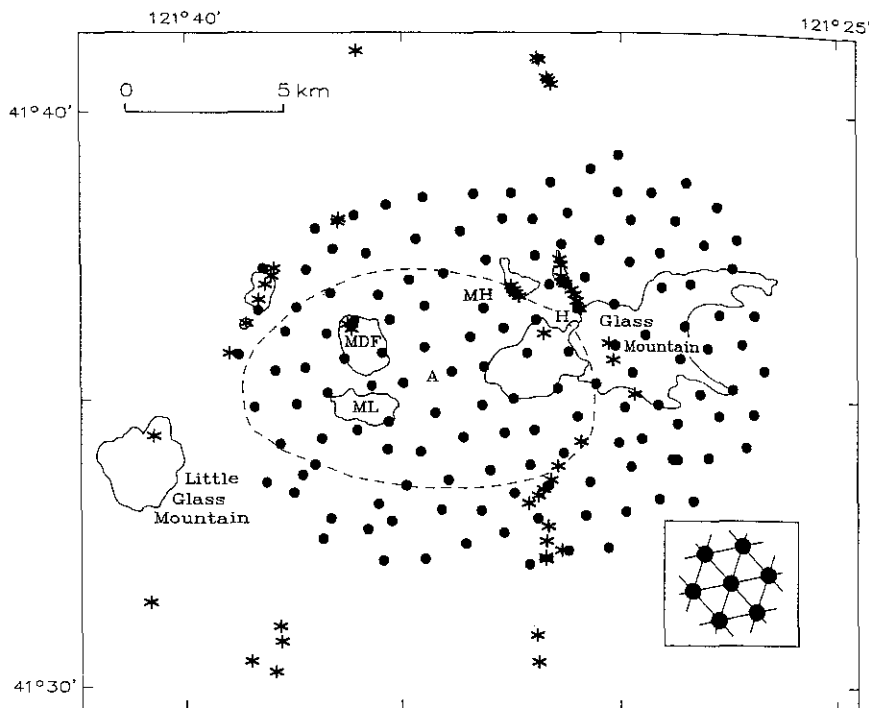 121°40'
121°25'
0 5 km
41°40'
MH
H
Glass
Mountain
MDF
A
ML
Little
Glass
Mountain
41°30'